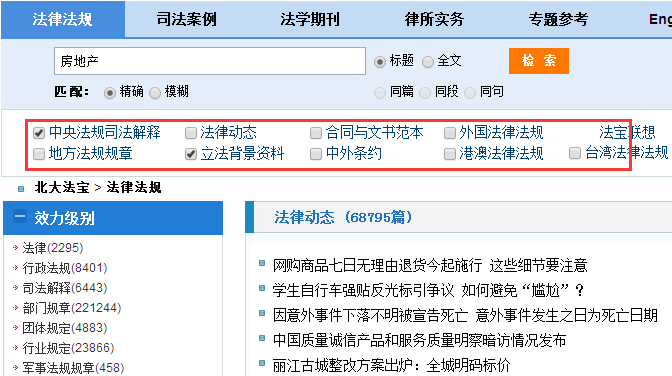 法律法规 司法案例 法学期刊 律所实务 专题参考 Eng
房地产 标题 全文 检 索
匹配： 精确 模糊 同篇 同段 同句
中央法规司法解释 法律动态 合同与文书范本 外国法律法规 法宝联想
地方法规规章 立法背景资料 中外条约 港澳法律法规 台湾法律法规
北大法宝 > 法律法规
效力级别
法律(2295)
行政法规(8401)
司法解释(6443)
部门规章(221244)
团体规定(4883)
行业规定(23866)
军事法规规章(458)
法律动态 (68795篇)
网购商品七日无理由退货今起施行 这些细节要注意
学生自行车强贴反光标引争议 如何避免“尴尬”？
因意外事件下落不明被宣告死亡 意外事件发生之日为死亡日期
中国质量诚信产品和服务质量明察暗访情况发布
丽江古城整改方案出炉：全城明码标价